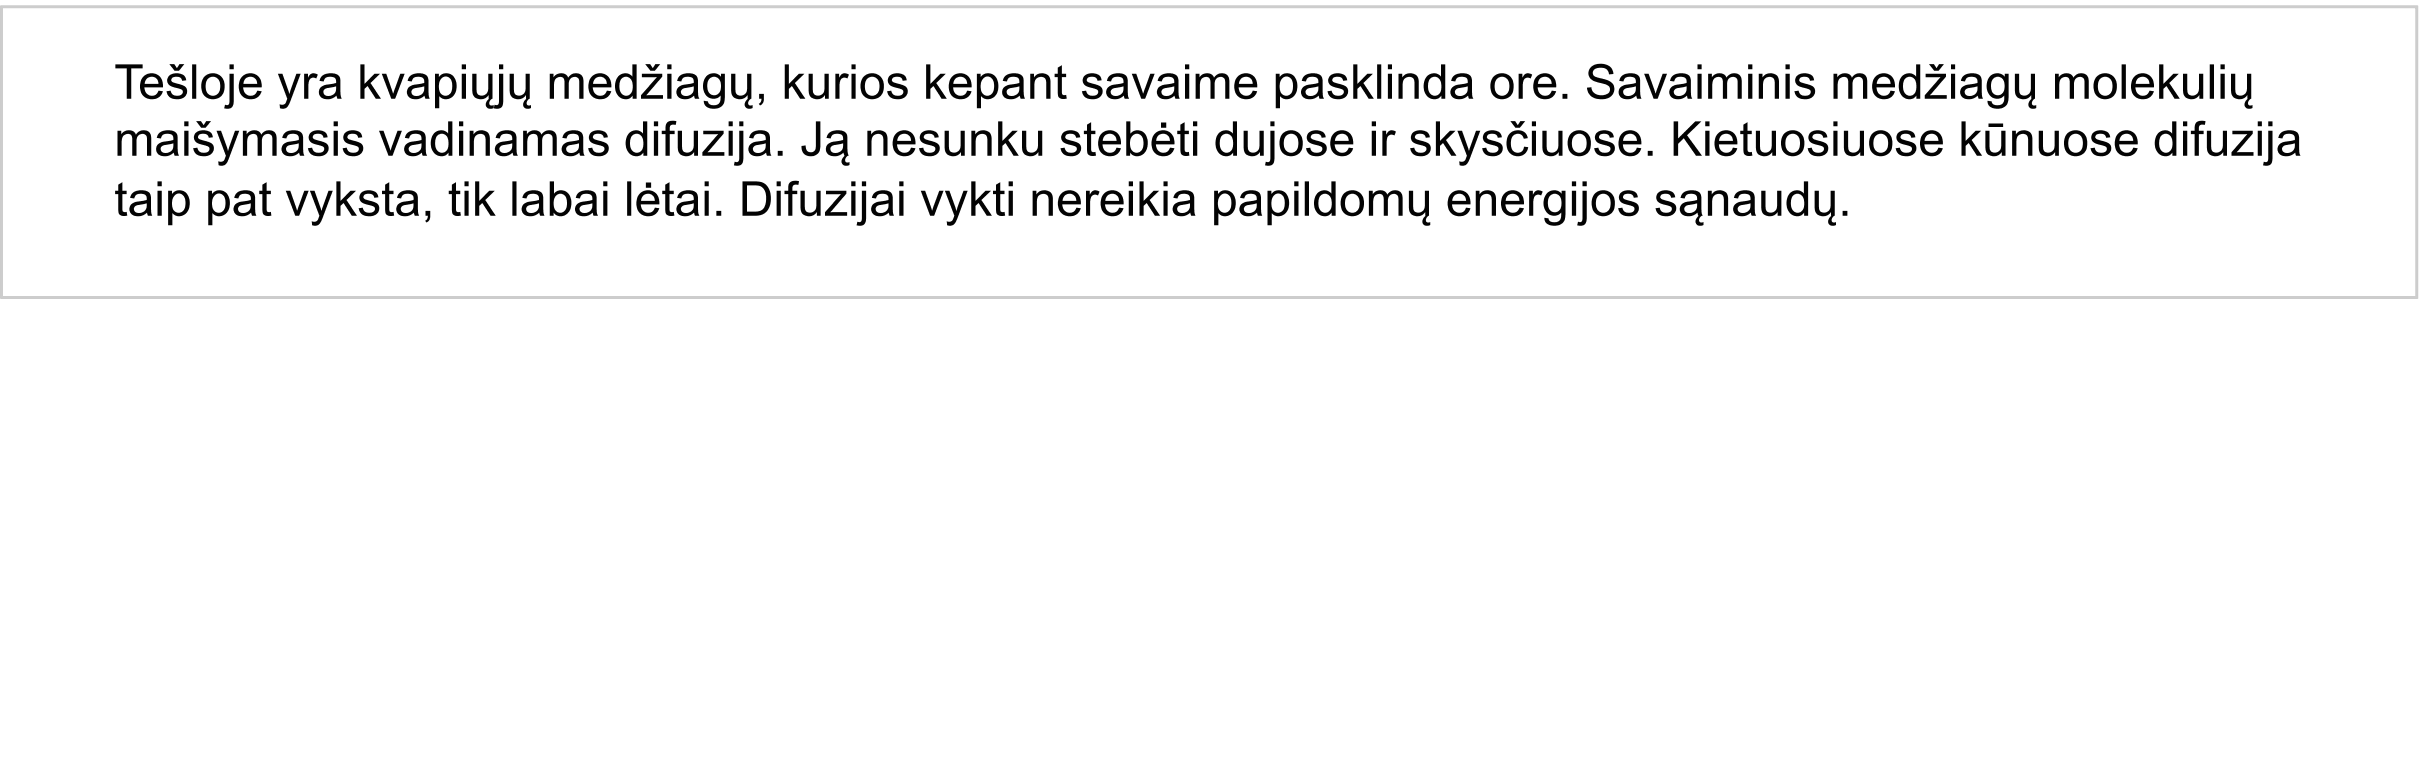 Tešloje yra kvapiųjų medžiagų, kurios kepant savaime pasklinda ore. Savaiminis medžiagų molekulių
maišymasis vadinamas difuzija. Ją nesunku stebėti dujose ir skysčiuose. Kietuosiuose kūnuose difuzija
taip pat vyksta, tik labai lėtai. Difuzijai vykti nereikia papildomų energijos sąnaudų.